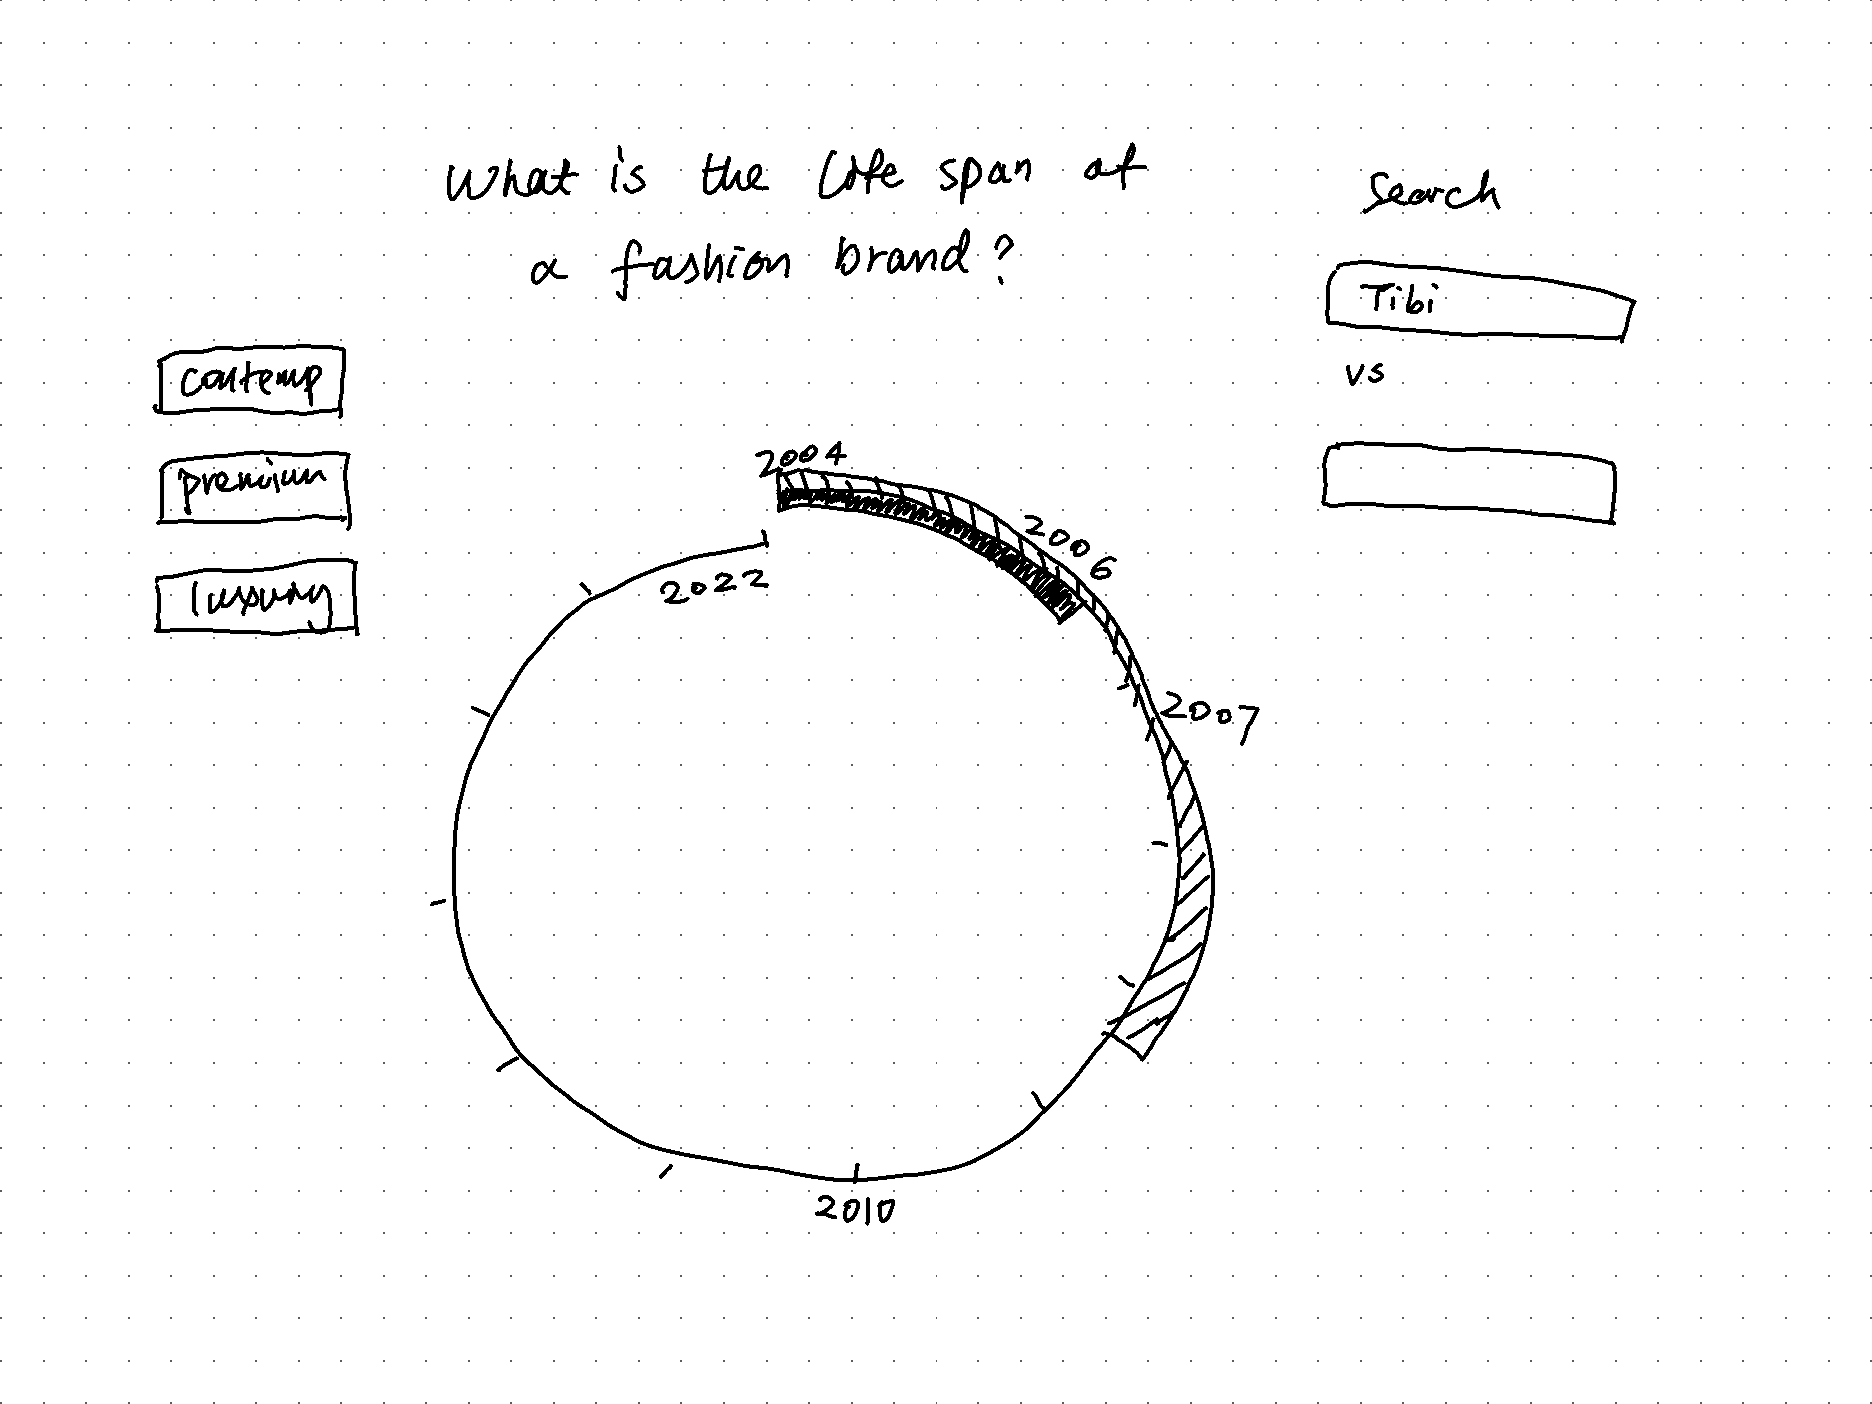 What is the life span of
a fashion brand?
Search
Tibi
vs
contemp
premium
luxury
2004
2006
2007
2010
2022